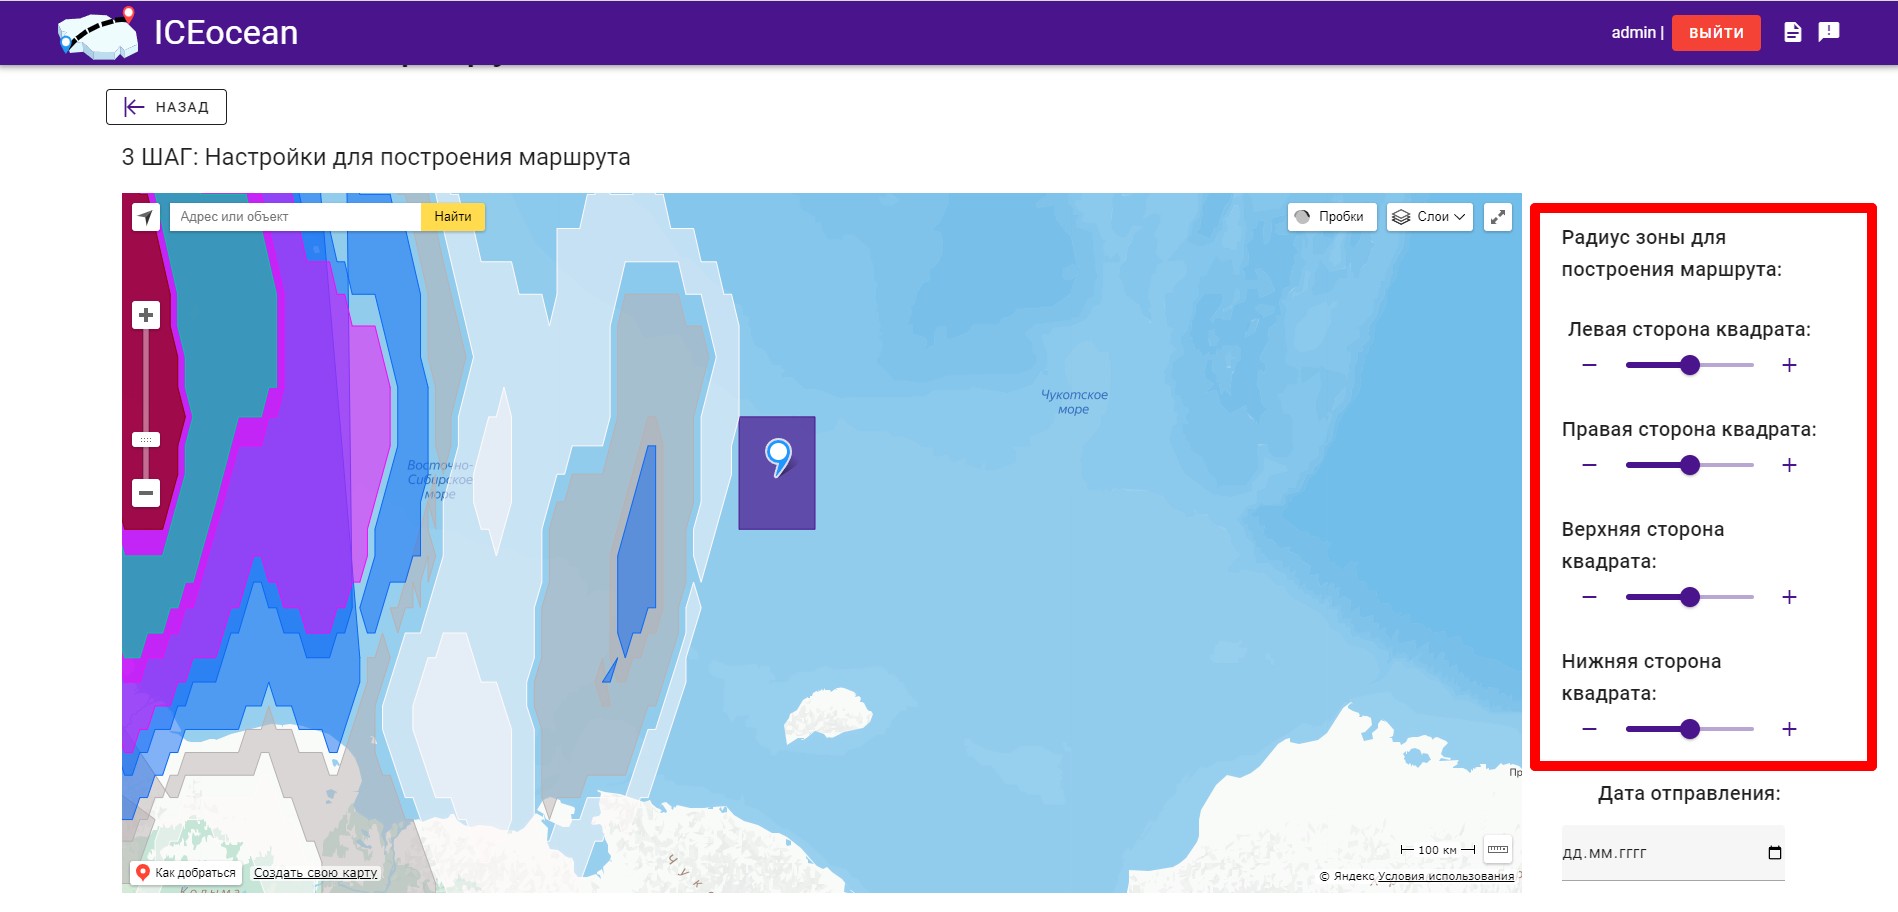 ICEocean
admin |
ВЫЙТИ
НАЗАД
3 ШАГ: Настройки для построения маршрута
Адрес или объект
Найти
Пробки
Слои
Чукотское
море
Восточно-
Сибирское
море
100 км
Как добраться
Создать свою карту
© Яндекс Условия использования
Радиус зоны для
построения маршрута:
Левая сторона квадрата:
Правая сторона квадрата:
Верхняя сторона
квадрата:
Нижняя сторона
квадрата:
Дата отправления:
ДД.ММ.ГГГГ